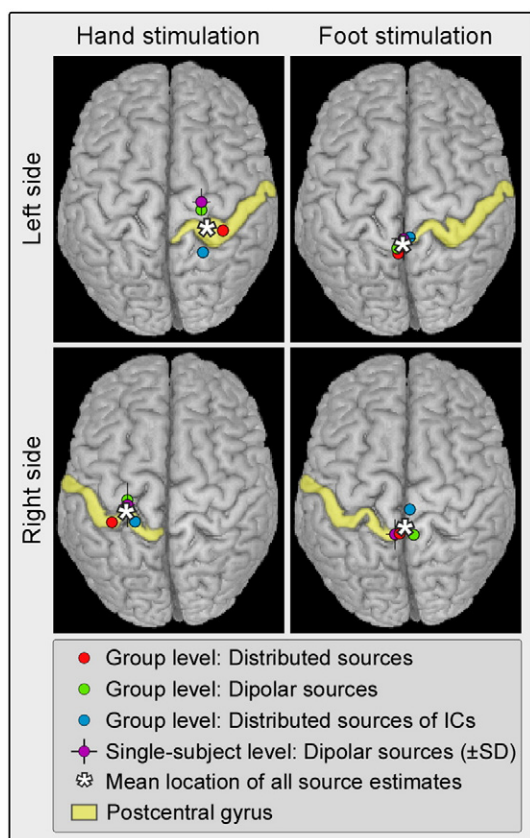 Hand stimulation
Foot stimulation
Left side
Right side
Group level: Distributed sources
Group level: Dipolar sources
Group level: Distributed sources of ICs
Single-subject level: Dipolar sources (±SD)
Mean location of all source estimates
Postcentral gyrus